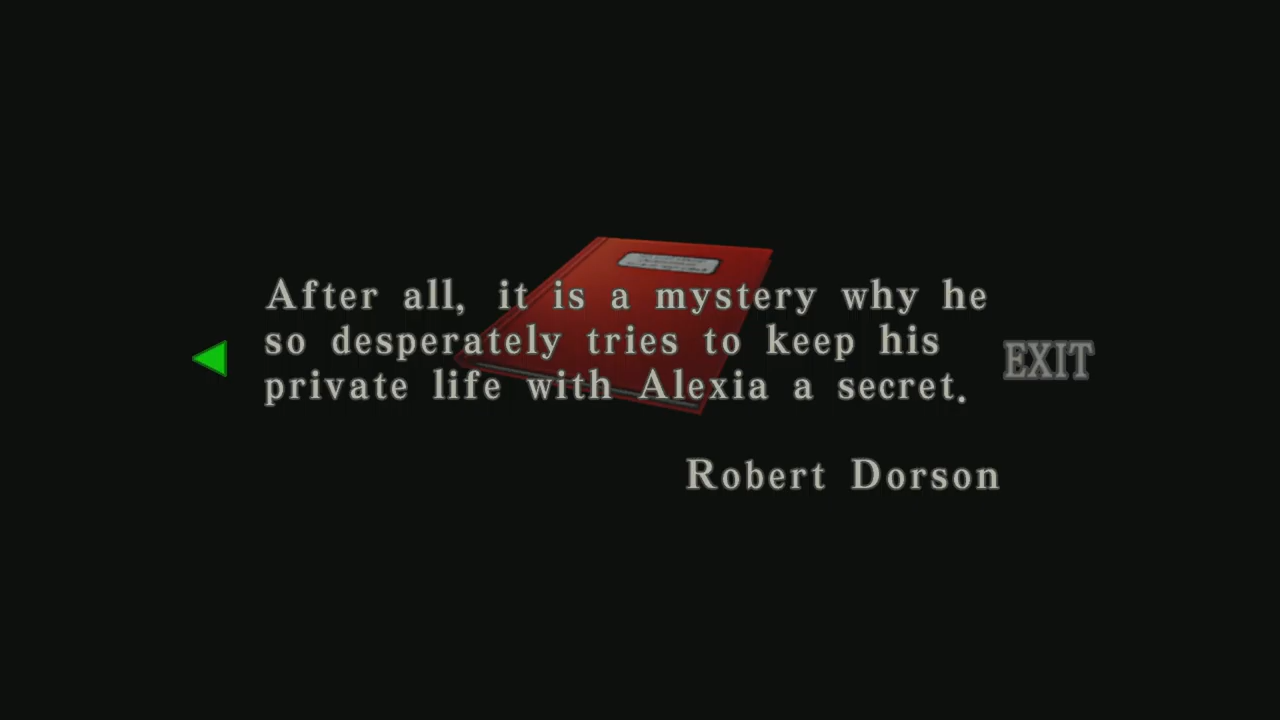 After all, it is a mystery why he
so desperately tries to keep his
private life with Alexia a secret.
EXIT
Robert Dorson